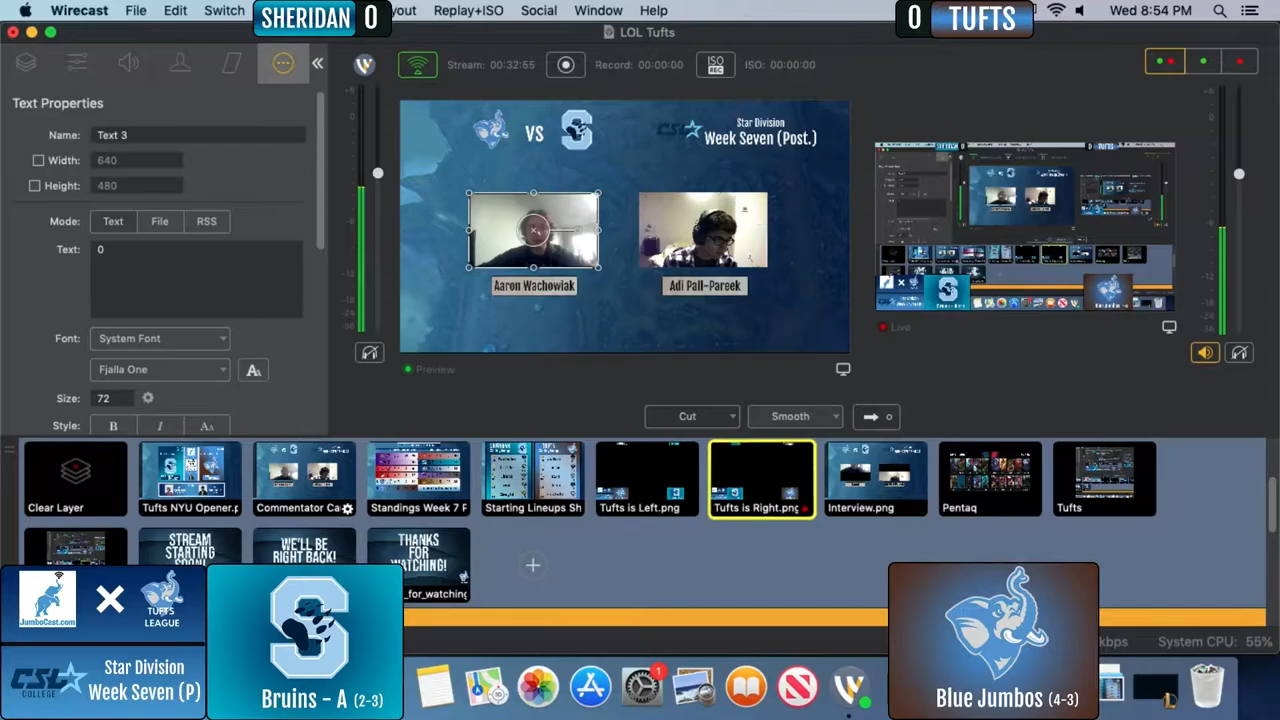 Wirecast File Edit Switch
SHERIDAN 0
Replay+ISO Social Window Help
0 TUFTS
Wed 8:54 PM
LOL Tufts
Stream: 00:32:55
Record: 00:00:00
ISO REC
ISO: 00:00:00
Text Properties
Name: Text 3
Width: 640
Height: 480
Mode: Text File RSS
Text: 0
Font: System Font
Fjalla One
Size: 72
Style: B I
VS
Star Division
Week Seven (Post.)
Aaron Wachowiak
Adi Pall-Pareek
Preview
Live
Cut
Smooth
Clear Layer
Tufts NYU Opener.p
Commentator Ca
Standings Week 7 F
Starting Lineups Sh
Tufts is Left.png
Tufts is Right.png
Interview.png
Pentaq
Tufts
STREAM STARTING SOON!
WE'LL BE RIGHT BACK!
THANKS FOR WATCHING!
_for_watching
JumboCast.com
TUFTS LEAGUE
CSL COLLEGE
Star Division
Week Seven (P)
S
Bruins - A (2-3)
Blue Jumbos (4-3)
kbps
System CPU: 55%
1